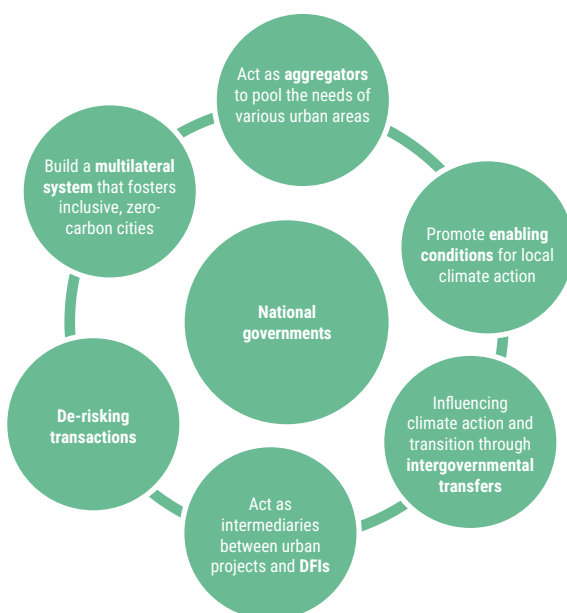 Act as aggregators
to pool the needs of
various urban areas
Promote enabling
conditions for local
climate action
Influencing
climate action and
transition through
intergovernmental
transfers
Act as
intermediaries
between urban
projects and DFIs
De-risking
transactions
Build a multilateral
system that fosters
inclusive, zero-
carbon cities
National
governments